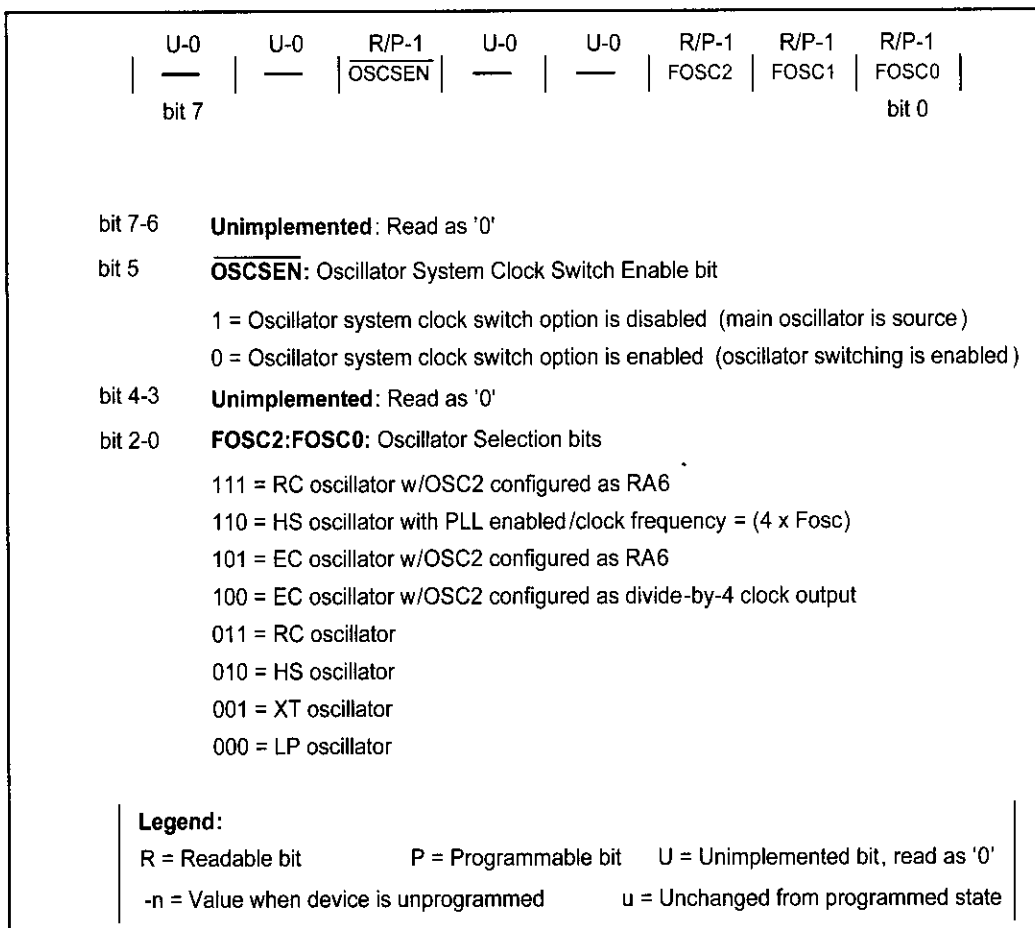 U-0 U-0 R/P-1 U-0 U-0 R/P-1 R/P-1 R/P-1
| — | — | OSCSEN | — | — | FOSC2 | FOSC1 | FOSC0 |
bit 7 bit 0
bit 7-6 Unimplemented: Read as '0'
bit 5 OSCSEN: Oscillator System Clock Switch Enable bit
1 = Oscillator system clock switch option is disabled (main oscillator is source)
0 = Oscillator system clock switch option is enabled (oscillator switching is enabled)
bit 4-3 Unimplemented: Read as '0'
bit 2-0 FOSC2:FOSC0: Oscillator Selection bits
111 = RC oscillator w/OSC2 configured as RA6
110 = HS oscillator with PLL enabled/clock frequency = (4 x Fosc)
101 = EC oscillator w/OSC2 configured as RA6
100 = EC oscillator w/OSC2 configured as divide-by-4 clock output
011 = RC oscillator
010 = HS oscillator
001 = XT oscillator
000 = LP oscillator
Legend:
R = Readable bit P = Programmable bit U = Unimplemented bit, read as '0'
-n = Value when device is unprogrammed u = Unchanged from programmed state